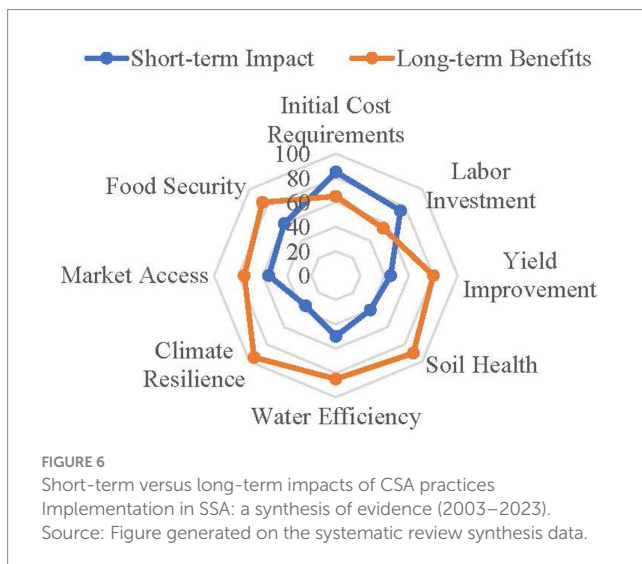 Short-term Impact
Long-term Benefits
Initial Cost
Requirements
100
80
60
40
20
0
Labor
Investment
Yield
Improvement
Soil Health
Water Efficiency
Climate
Resilience
Market Access
Food Security
FIGURE 6
Short-term versus long-term impacts of CSA practices
Implementation in SSA: a synthesis of evidence (2003–2023).
Source: Figure generated on the systematic review synthesis data.